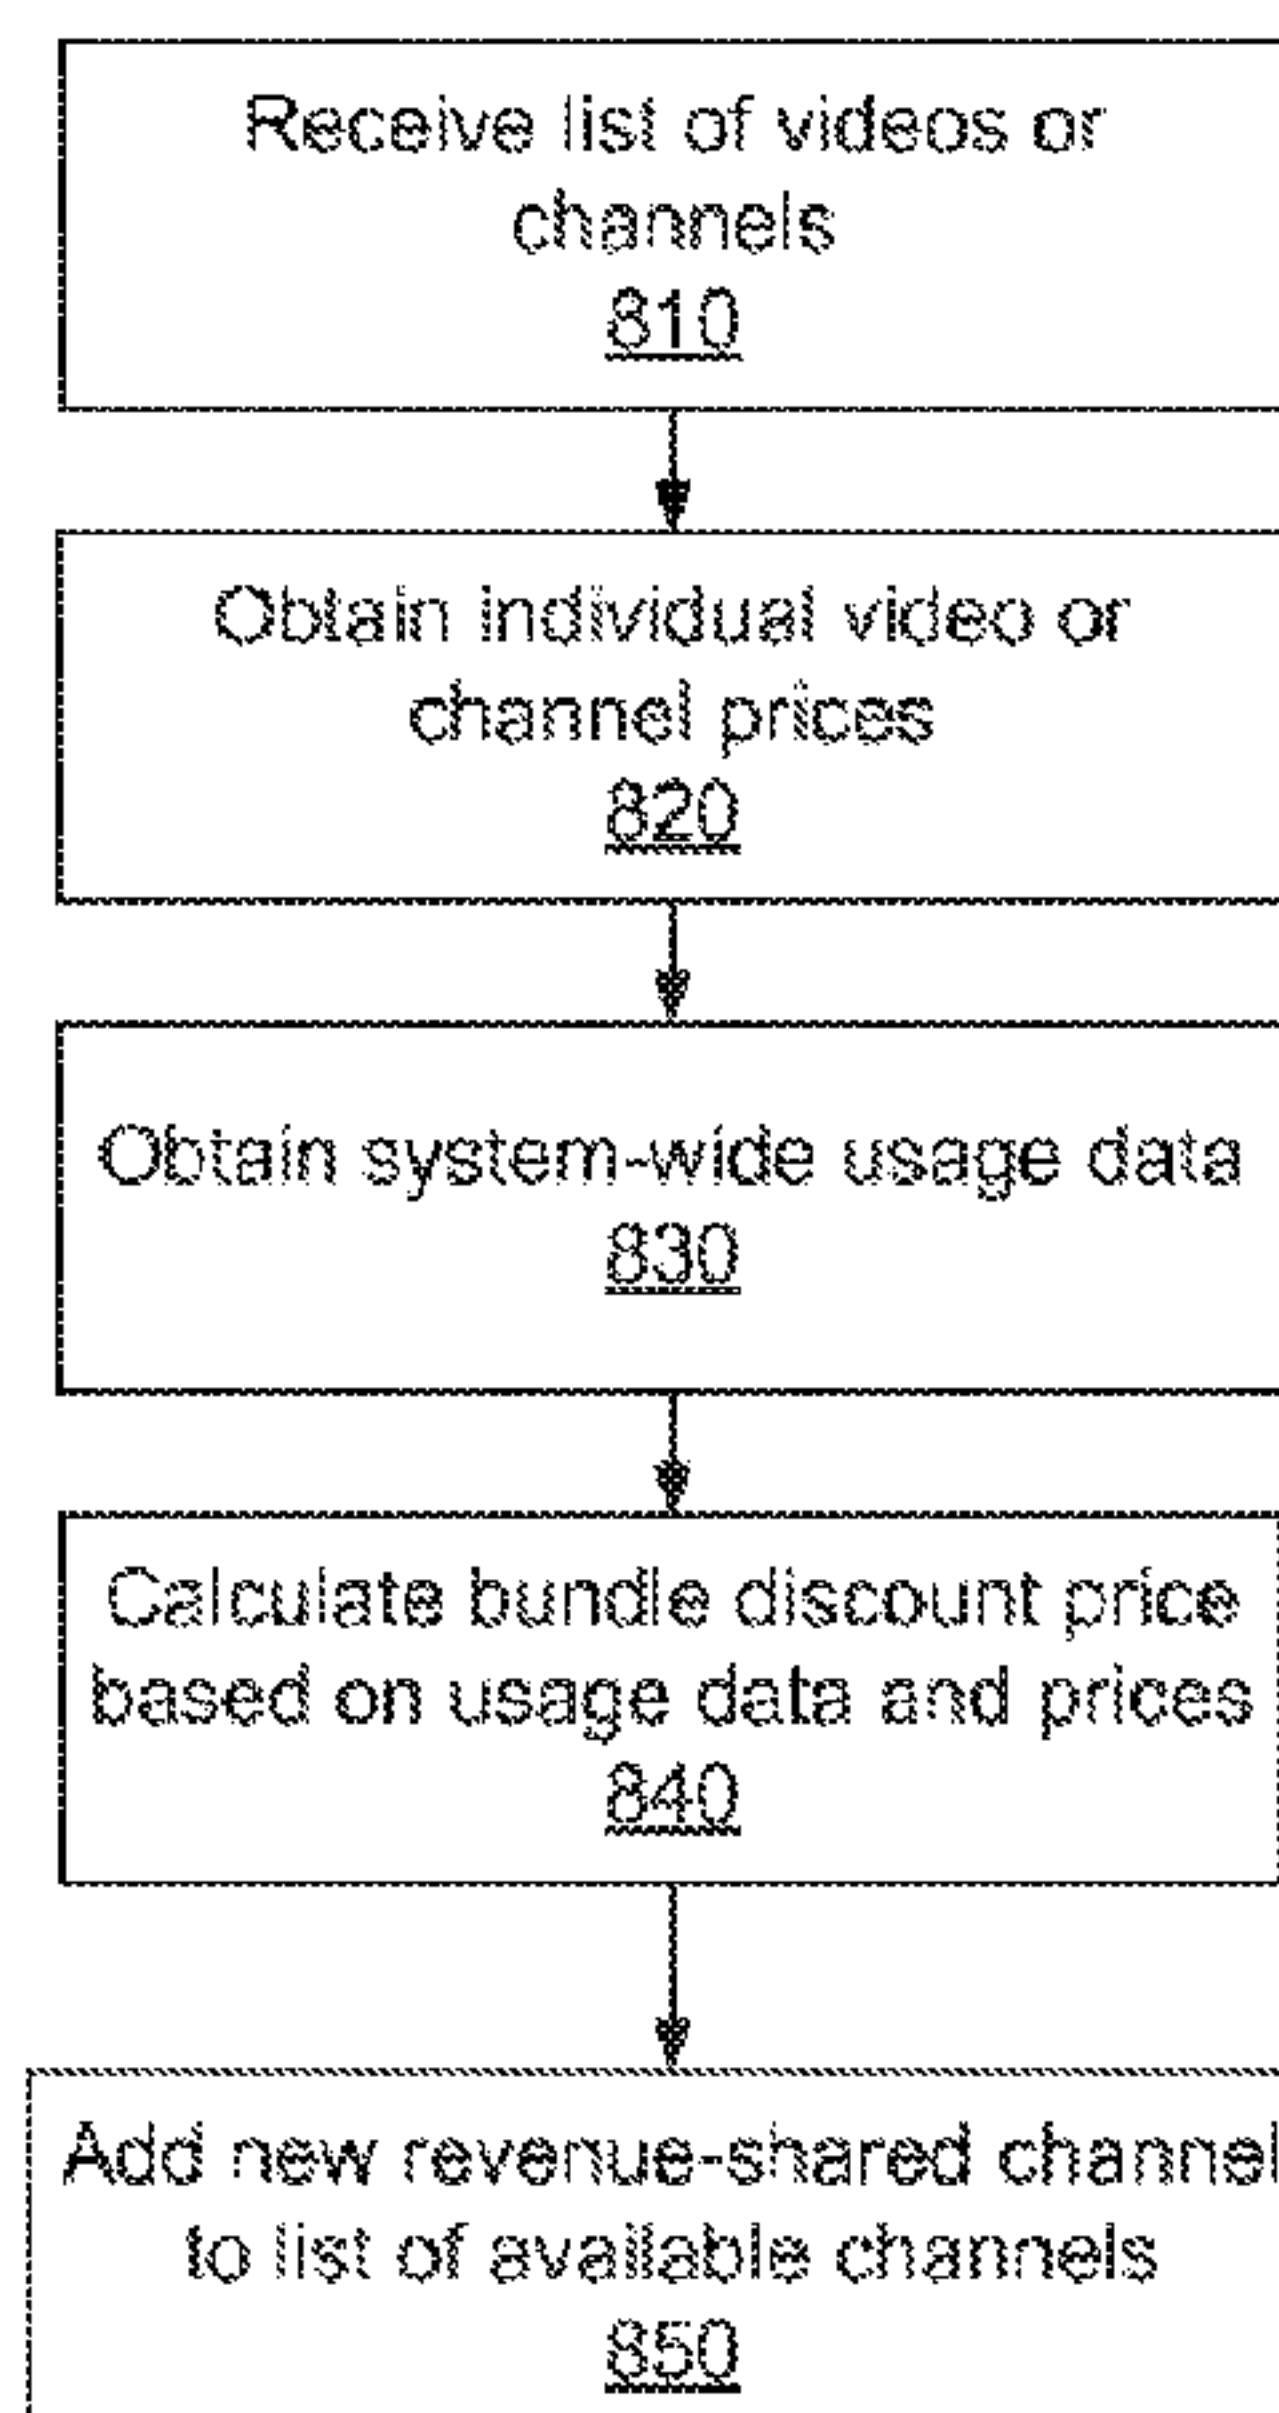 Receive list of videos or
channels
810
Obtain individual video or
channel prices
820
Obtain system-wide usage data
830
Calculate bundle discount price
based on usage data and prices
840
Add new revenue-shared channel
to list of available channels
850